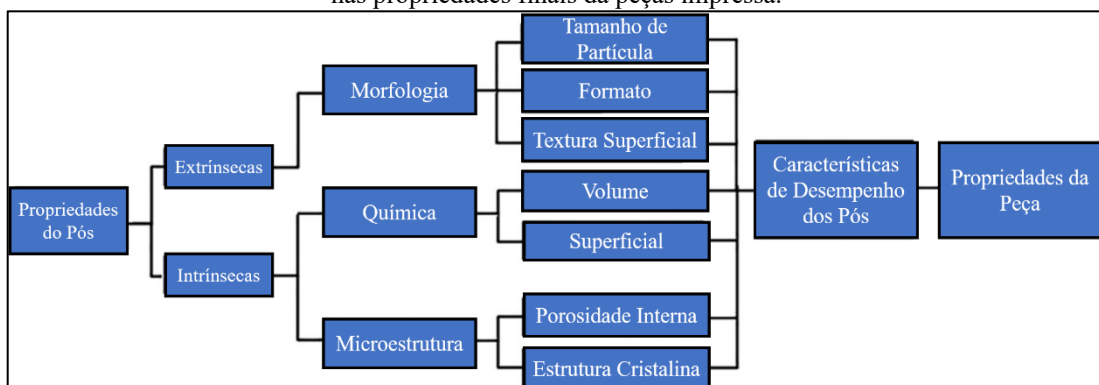 nas propriedades finais da peças impressa.
Tamanho de
Partícula
Morfologia
Formato
Textura Superficial
Extrínsecas
Características
de Desempenho
dos Pós
Propriedades da
Peça
Propriedades
do Pós
Química
Volume
Superficial
Intrínsecas
Porosidade Interna
Microestrutura
Estrutura Cristalina